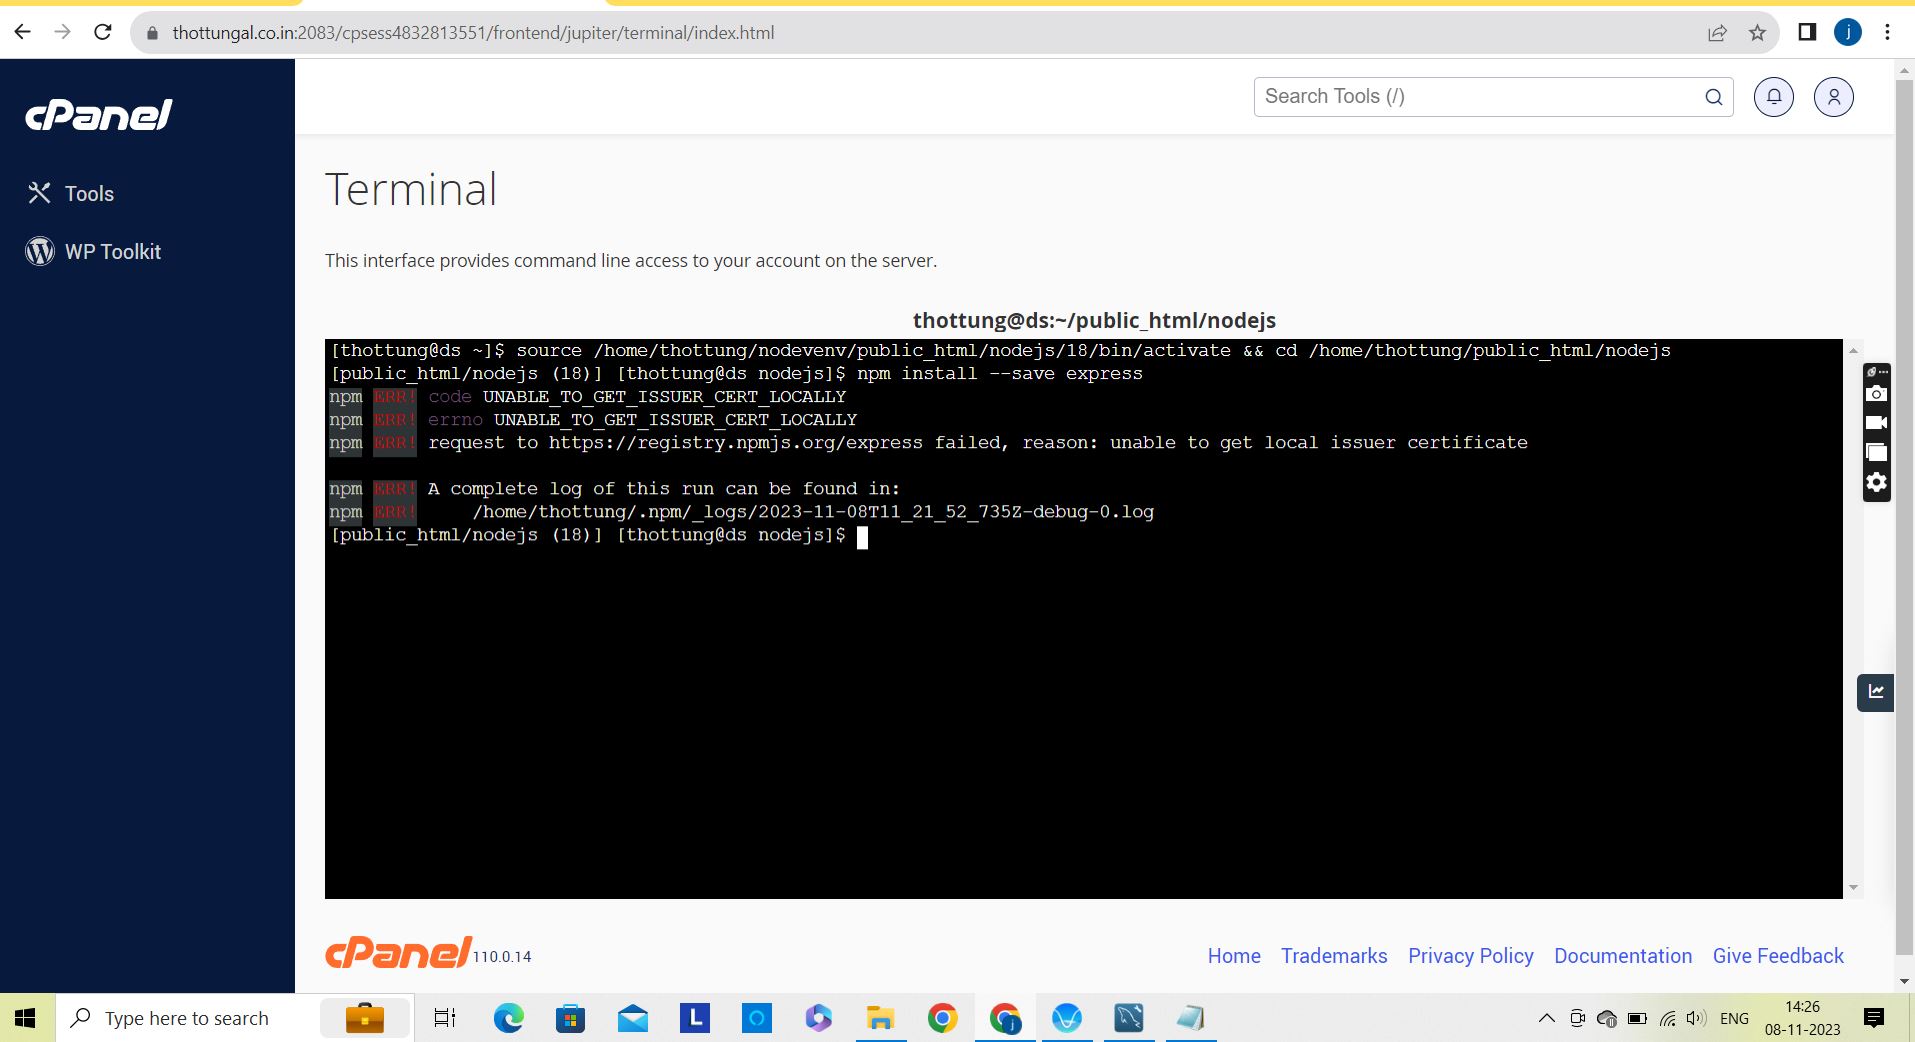 thottungal.co.in:2083/cpsess4832813551/frontend/jupiter/terminal/index.html
j
cPanel
Search Tools (/)
Tools
WP Toolkit
Terminal
This interface provides command line access to your account on the server.
thottung@ds:~/public_html/nodejs
[thottung@ds ~]$ source /home/thottung/nodevenv/public_html/nodejs/18/bin/activate && cd /home/thottung/public_html/nodejs
[public_html/nodejs (18)] [thottung@ds nodejs]$ npm install --save express
npm ERR! code UNABLE_TO_GET_ISSUER_CERT_LOCALLY
npm ERR! errno UNABLE_TO_GET_ISSUER_CERT_LOCALLY
npm ERR! request to https://registry.npmjs.org/express failed, reason: unable to get local issuer certificate
npm ERR! A complete log of this run can be found in:
npm ERR!     /home/thottung/.npm/_logs/2023-11-08T11_21_52_735Z-debug-0.log
[public_html/nodejs (18)] [thottung@ds nodejs]$
cPanel 110.0.14
Home Trademarks Privacy Policy Documentation Give Feedback
Type here to search
L
j
ENG
14:26
08-11-2023